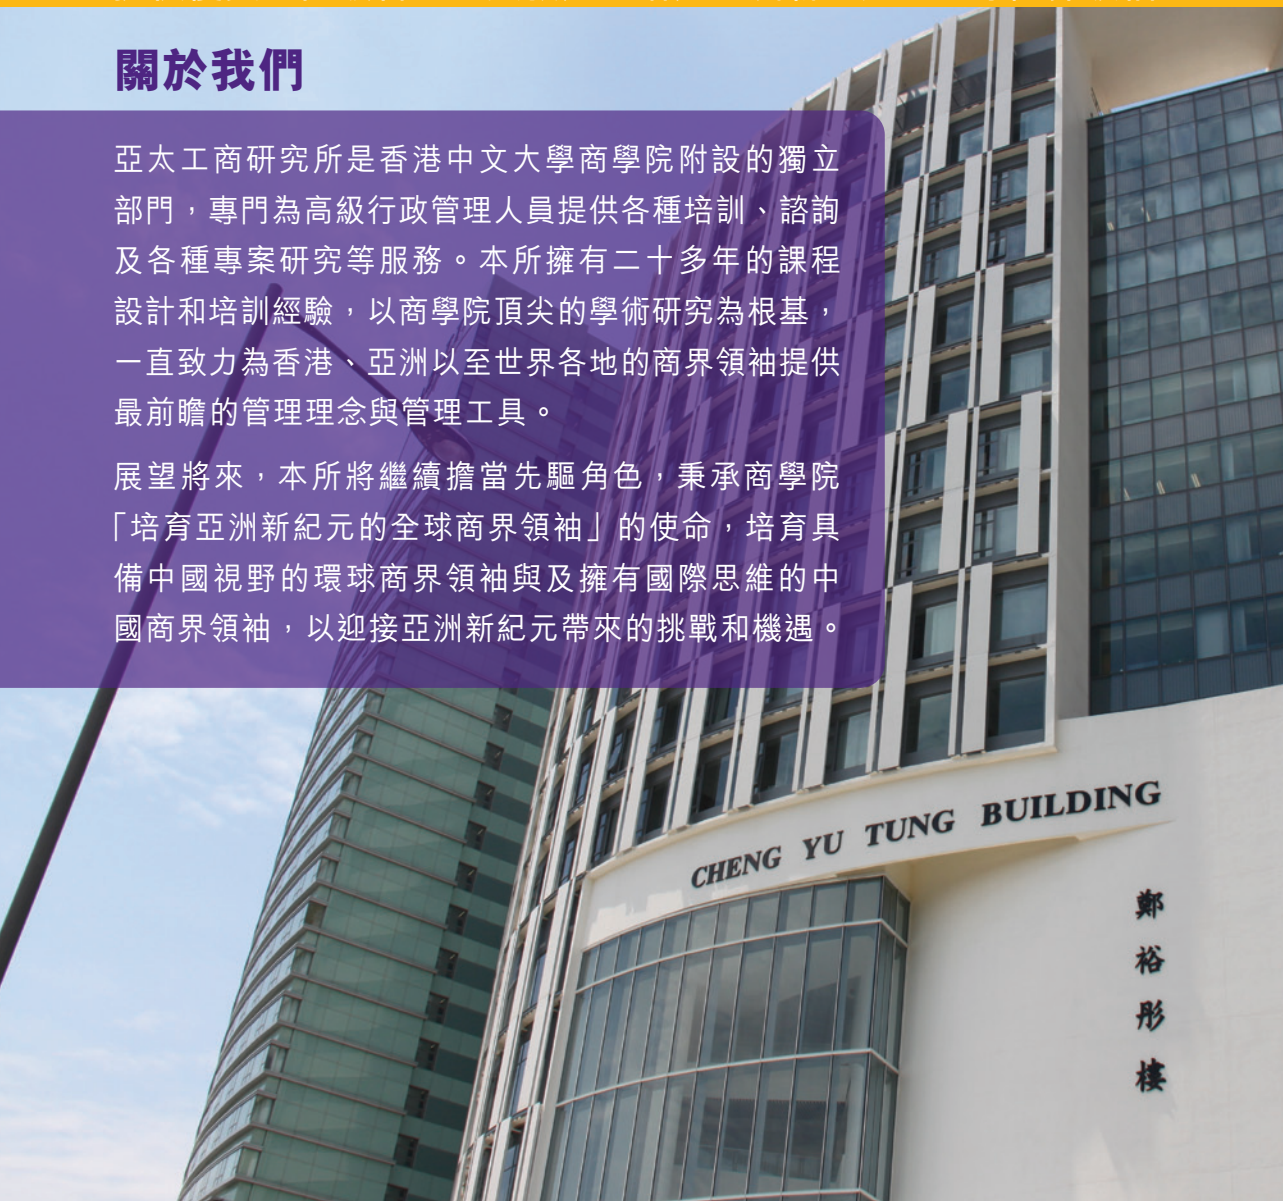 關於我們
亞太工商研究所是香港中文大學商學院附設的獨立
部門，專門為高級行政管理人員提供各種培訓、諮詢
及各種專案研究等服務。本所擁有二十多年的課程
設計和培訓經驗，以商學院頂尖的學術研究為根基，
一直致力為香港、亞洲以至世界各地的商界領袖提供
最前瞻的管理理念與管理工具。
展望將來，本所將繼續擔當先驅角色，秉承商學院
「培育亞洲新紀元的全球商界領袖」的使命，培育具
備中國視野的環球商界領袖與及擁有國際思維的中
國商界領袖，以迎接亞洲新紀元帶來的挑戰和機遇。
CHENG YU TUNG BUILDING
鄭裕彤樓